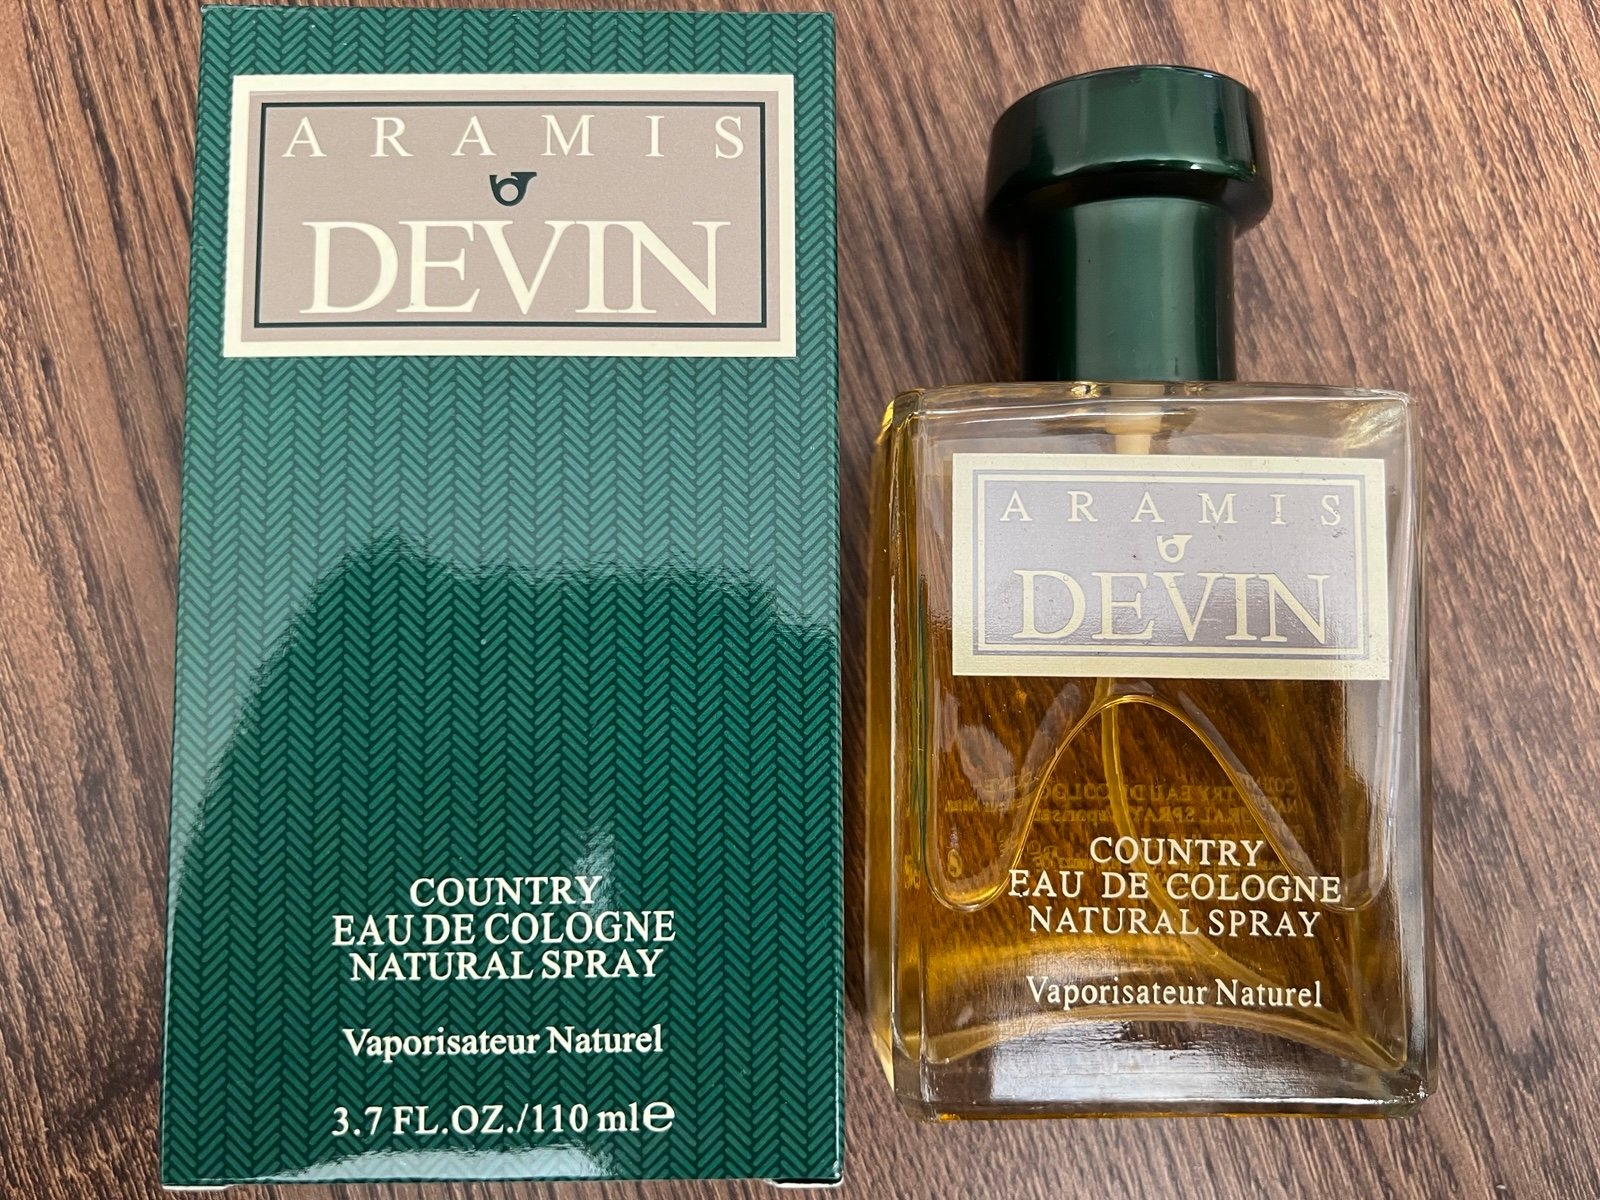 ARAMIS
DEVIN
COUNTRY
EAU DE COLOGNE
NATURAL SPRAY
Vaporisateur Naturel
3.7 FL.OZ./110 ml e
ARAMIS
DEVIN
COUNTRY
EAU DE COLOGNE
NATURAL SPRAY
Vaporisateur Naturel